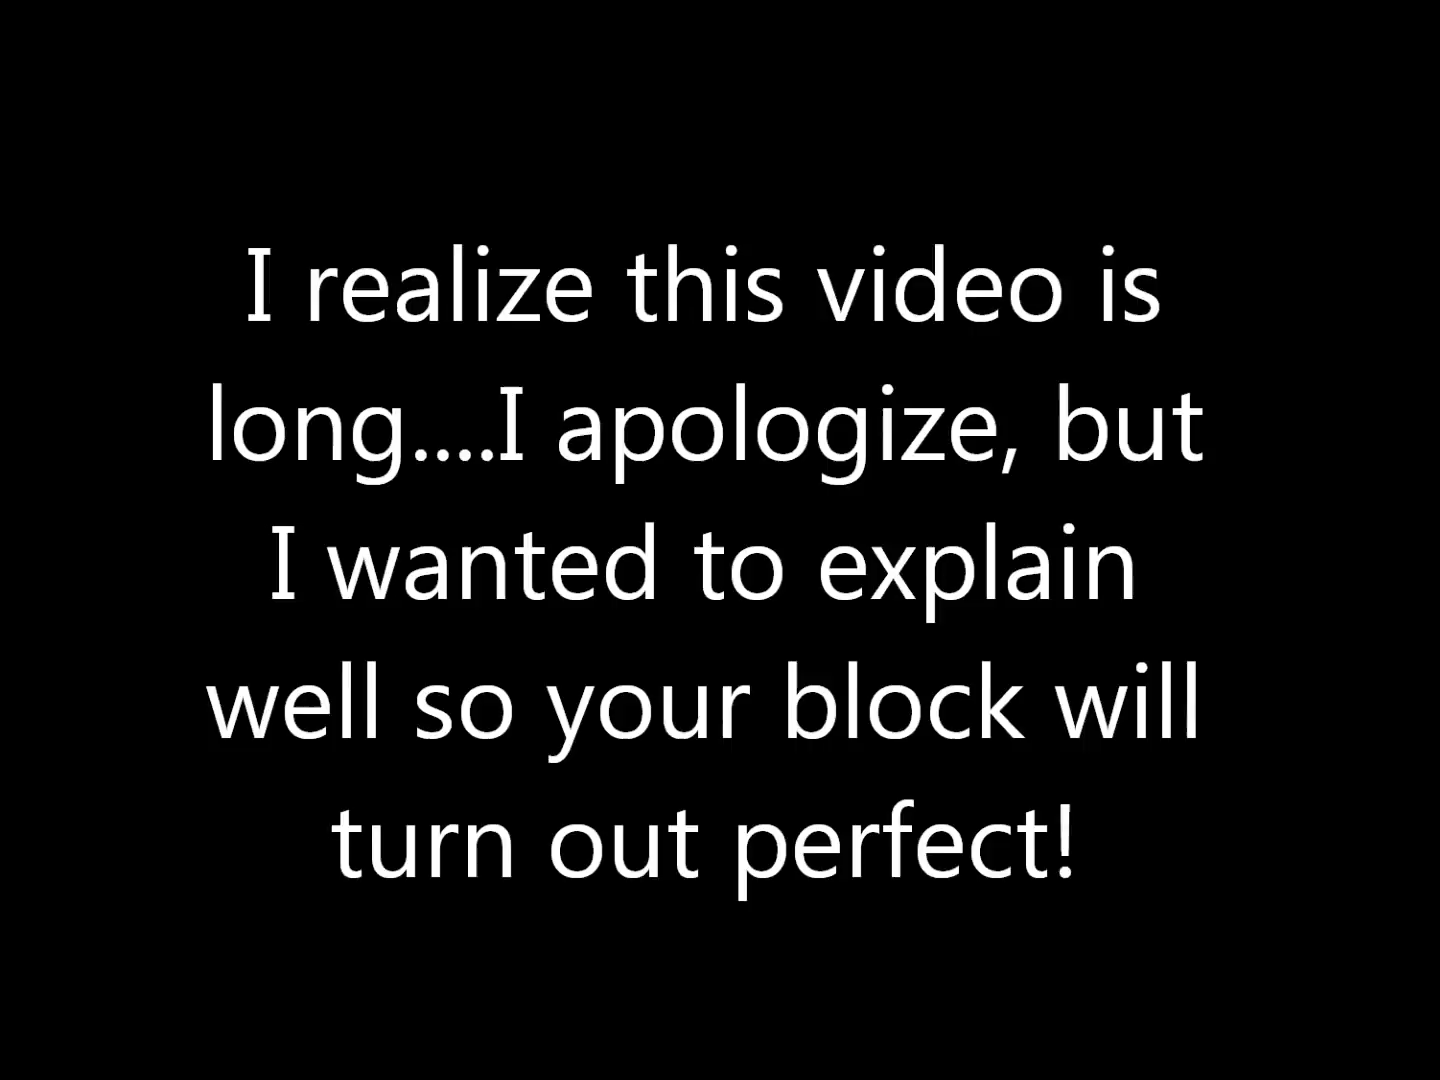 I realize this video is
long....I apologize, but
I wanted to explain
well so your block will
turn out perfect!